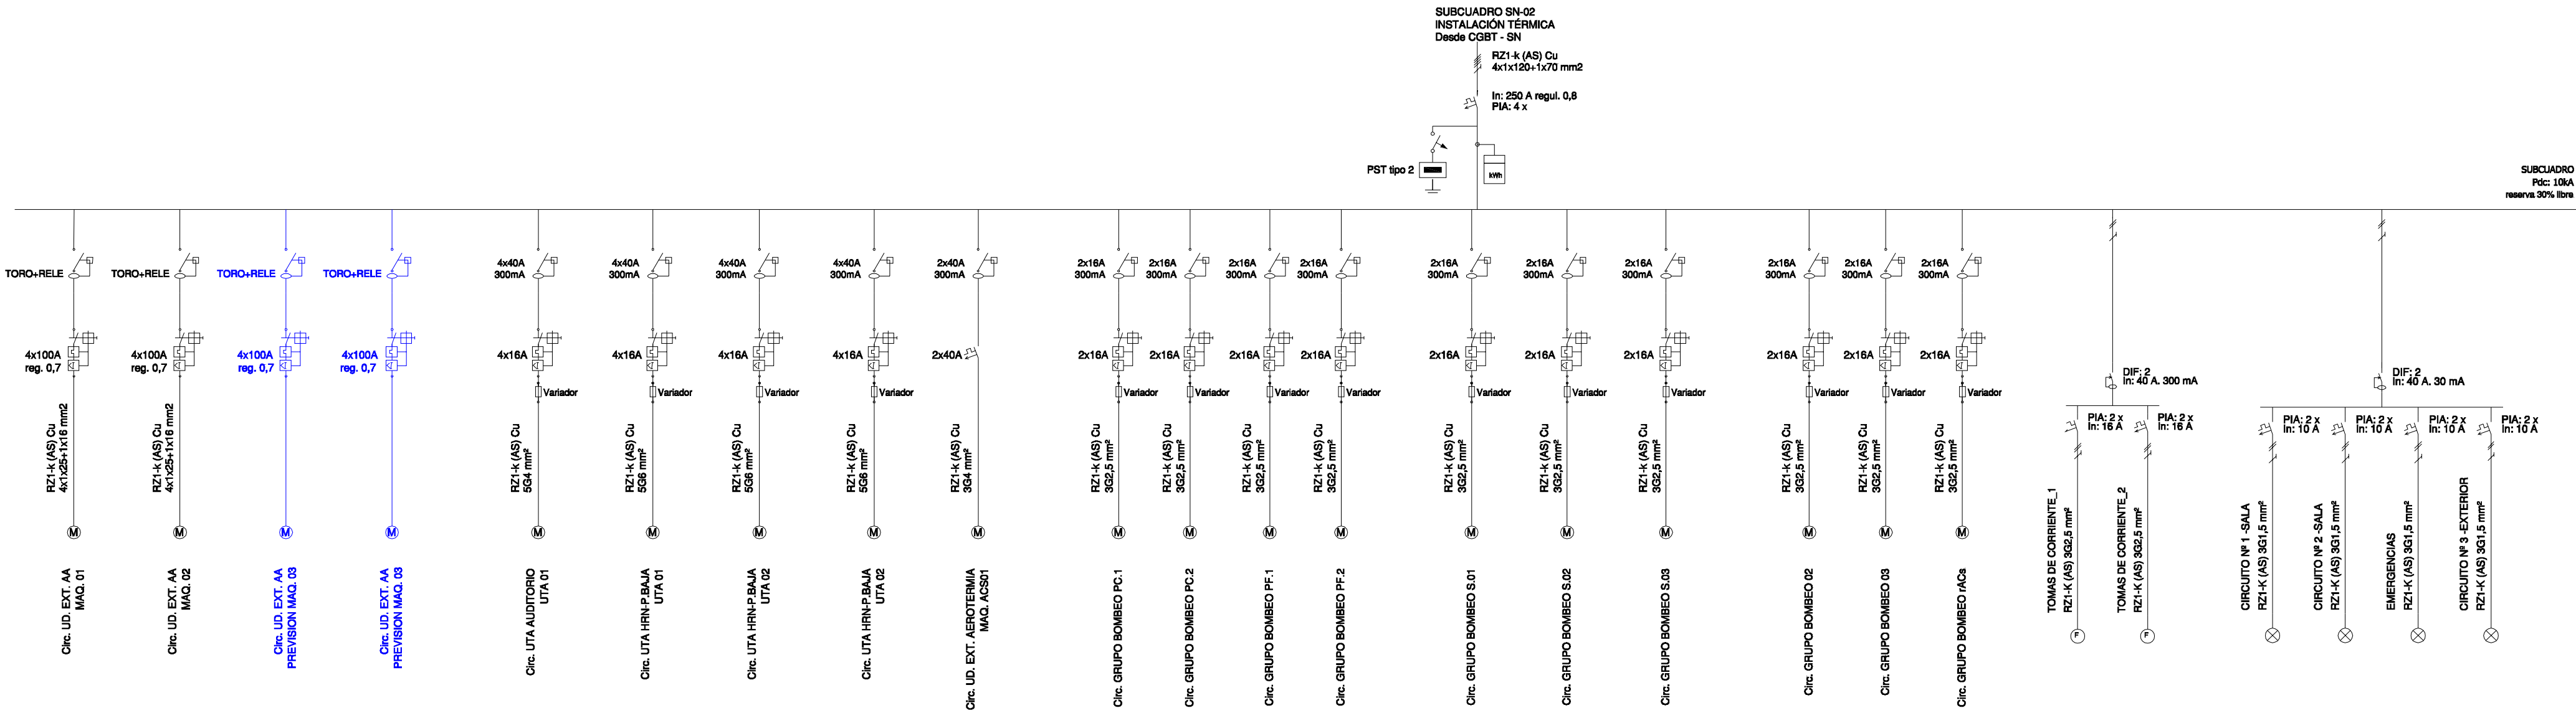 SUBCUADRO SN-02
INSTALACIÓN TÉRMICA
Desde CGBT - SN
RZ1-k (AS) Cu
4x1x120+1x70 mm2
In: 250 A regul. 0,8
PIA: 4 x
PST tipo 2
kWh
SUBCUADRO
Pdc: 10kA
reserva 30% libre
TORO+RELE
4x100A
reg. 0,7
RZ1-k (AS) Cu
4x1x25+1x16 mm2
M
Circ. UD. EXT. AA
MAQ. 01
TORO+RELE
4x100A
reg. 0,7
RZ1-k (AS) Cu
4x1x25+1x16 mm2
M
Circ. UD. EXT. AA
MAQ. 02
TORO+RELE
4x100A
reg. 0,7
M
Circ. UD. EXT. AA
PREVISION MAQ. 03
TORO+RELE
4x100A
reg. 0,7
M
Circ. UD. EXT. AA
PREVISION MAQ. 03
4x40A
300mA
4x16A
Variador
RZ1-k (AS) Cu
5G4 mm²
M
Circ. UTA AUDITORIO
UTA 01
4x40A
300mA
4x16A
Variador
RZ1-k (AS) Cu
5G6 mm²
M
Circ. UTA HRN-P.BAJA
UTA 01
4x40A
300mA
4x16A
Variador
RZ1-k (AS) Cu
5G6 mm²
M
Circ. UTA HRN-P.BAJA
UTA 02
4x40A
300mA
4x16A
Variador
RZ1-k (AS) Cu
5G6 mm²
M
Circ. UTA HRN-P.BAJA
UTA 02
2x40A
300mA
2x40A
RZ1-k (AS) Cu
3G4 mm²
M
Circ. UD. EXT. AEROTERMIA
MAQ. ACS01
2x16A
300mA
2x16A
Variador
RZ1-k (AS) Cu
3G2,5 mm²
M
Circ. GRUPO BOMBEO PC.1
2x16A
300mA
2x16A
Variador
RZ1-k (AS) Cu
3G2,5 mm²
M
Circ. GRUPO BOMBEO PC.2
2x16A
300mA
2x16A
Variador
RZ1-k (AS) Cu
3G2,5 mm²
M
Circ. GRUPO BOMBEO PF.1
2x16A
300mA
2x16A
Variador
RZ1-k (AS) Cu
3G2,5 mm²
M
Circ. GRUPO BOMBEO PF.2
2x16A
300mA
2x16A
Variador
RZ1-k (AS) Cu
3G2,5 mm²
M
Circ. GRUPO BOMBEO S.01
2x16A
300mA
2x16A
Variador
RZ1-k (AS) Cu
3G2,5 mm²
M
Circ. GRUPO BOMBEO S.02
2x16A
300mA
2x16A
Variador
RZ1-k (AS) Cu
3G2,5 mm²
M
Circ. GRUPO BOMBEO S.03
2x16A
300mA
2x16A
Variador
RZ1-k (AS) Cu
3G2,5 mm²
M
Circ. GRUPO BOMBEO 02
2x16A
300mA
2x16A
Variador
RZ1-k (AS) Cu
3G2,5 mm²
M
Circ. GRUPO BOMBEO 03
2x16A
300mA
2x16A
Variador
RZ1-k (AS) Cu
3G2,5 mm²
M
Circ. GRUPO BOMBEO rACs
DIF: 2
In: 40 A. 300 mA
PIA: 2 x
In: 16 A
TOMAS DE CORRIENTE_1
RZ1-K (AS) 3G2,5 mm²
F
PIA: 2 x
In: 16 A
TOMAS DE CORRIENTE_2
RZ1-K (AS) 3G2,5 mm²
F
DIF: 2
In: 40 A. 30 mA
PIA: 2 x
In: 10 A
CIRCUITO Nº 1 -SALA
RZ1-K (AS) 3G1,5 mm²
PIA: 2 x
In: 10 A
CIRCUITO Nº 2 -SALA
RZ1-K (AS) 3G1,5 mm²
PIA: 2 x
In: 10 A
EMERGENCIAS
RZ1-K (AS) 3G1,5 mm²
PIA: 2 x
In: 10 A
CIRCUITO Nº 3 -EXTERIOR
RZ1-K (AS) 3G1,5 mm²